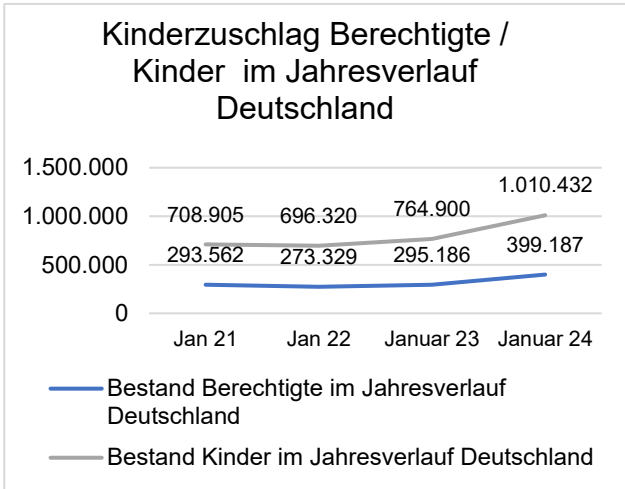 Kinderzuschlag Berechtigte /
Kinder im Jahresverlauf
Deutschland
1.500.000
1.000.000
500.000
0
708.905
696.320
764.900
1.010.432
293.562
273.329
295.186
399.187
Jan 21
Jan 22
Januar 23
Januar 24
Bestand Berechtigte im Jahresverlauf
Deutschland
Bestand Kinder im Jahresverlauf Deutschland